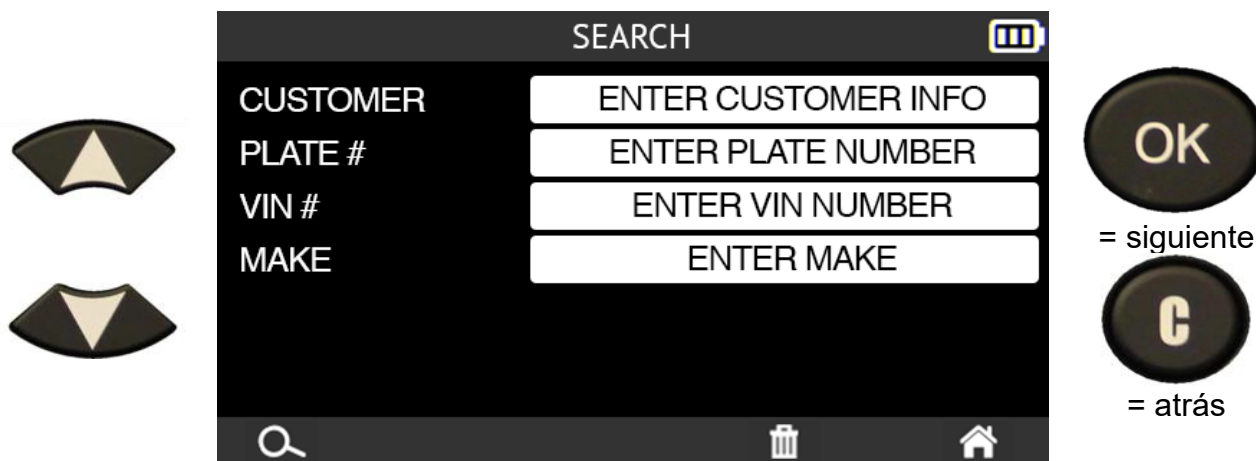 SEARCH
CUSTOMER ENTER CUSTOMER INFO
PLATE # ENTER PLATE NUMBER
VIN # ENTER VIN NUMBER
MAKE ENTER MAKE
OK
= siguiente
C
= atrás